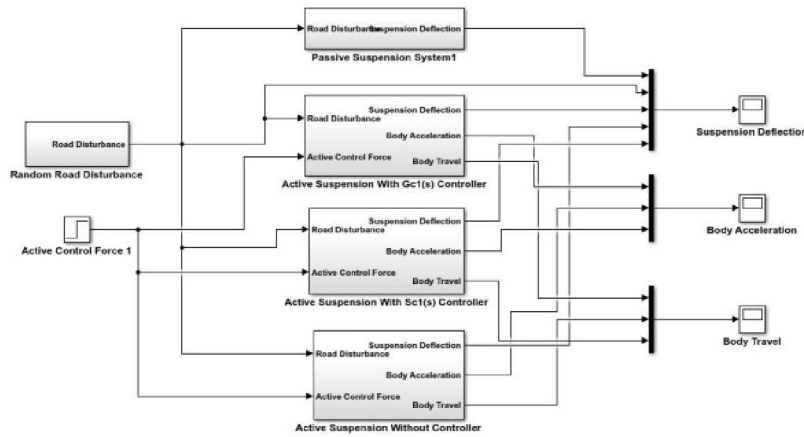 Road Disturbance Suspension Deflection
Passive Suspension System1
Road Disturbance
Random Road Disturbance
Suspension Deflection
Road Disturbance
Body Acceleration
Active Control Force
Body Travel
Active Suspension With Gc1(s) Controller
Suspension Deflection
Active Control Force 1
Suspension Deflection
Road Disturbance
Body Acceleration
Active Control Force
Body Travel
Active Suspension With Sc1(s) Controller
Body Acceleration
Suspension Deflection
Road Disturbance
Body Acceleration
Active Control Force
Body Travel
Active Suspension Without Controller
Body Travel